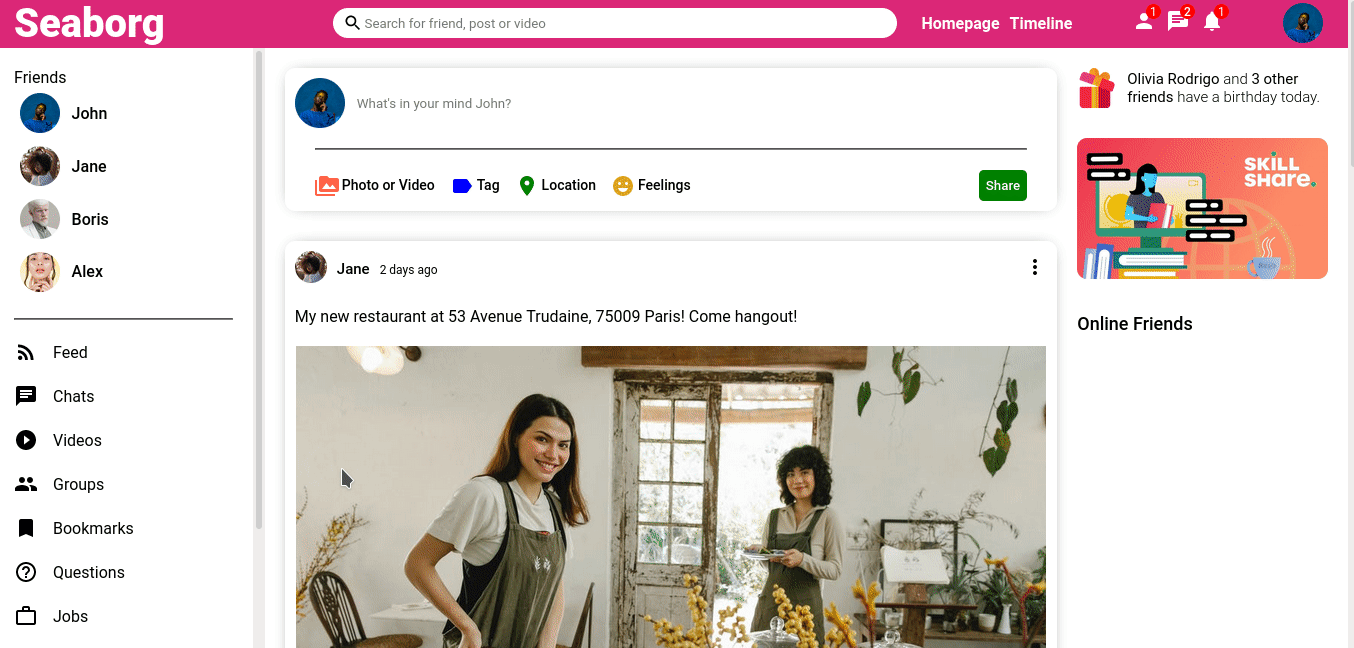 Seaborg
Search for friend, post or video
Homepage Timeline
1
2
1
Friends
John
Jane
Boris
Alex
Feed
Chats
Videos
Groups
Bookmarks
Questions
Jobs
What's in your mind John?
Photo or Video
Tag
Location
Feelings
Share
Jane 2 days ago
My new restaurant at 53 Avenue Trudaine, 75009 Paris! Come hangout!
Olivia Rodrigo and 3 other
friends have a birthday today.
SKILL
SHare.
Online Friends